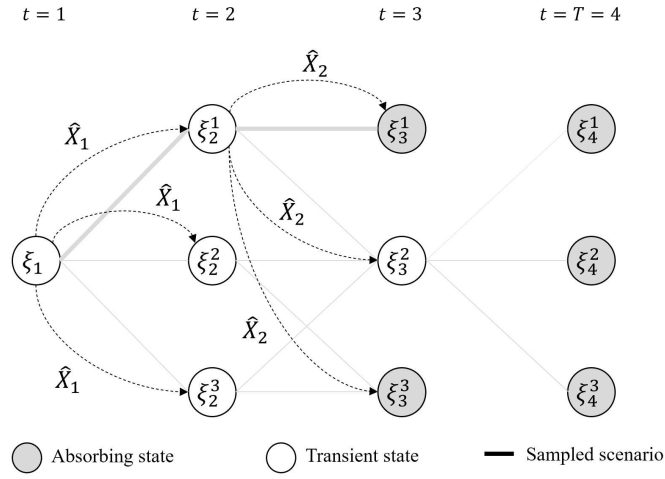 t = 1 t = 2 t = 3 t = T = 4
X̂₂
ξ₂¹ ξ₃¹ ξ₄¹
X̂₁
X̂₁ X̂₂
ξ₁ ξ₂² ξ₃² ξ₄²
X̂₂
X̂₁
ξ₂³ ξ₃³ ξ₄³
Absorbing state Transient state Sampled scenario